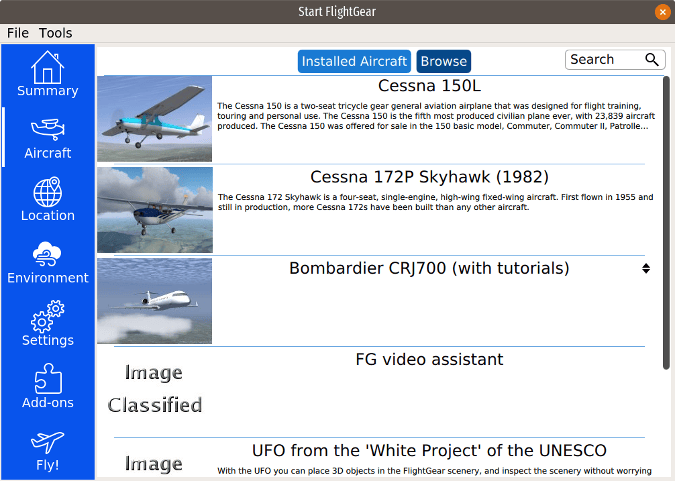 Start FlightGear
File Tools
Installed Aircraft Browse
Search
Summary
Aircraft
Location
Environment
Settings
Add-ons
Fly!
Cessna 150L
The Cessna 150 is a two-seat tricycle gear general aviation airplane that was designed for flight training,
touring and personal use. The Cessna 150 is the fifth most produced civilian plane ever, with 23,839 aircraft
produced. The Cessna 150 was offered for sale in the 150 basic model, Commuter, Commuter II, Patrolle...
Cessna 172P Skyhawk (1982)
The Cessna 172 Skyhawk is a four-seat, single-engine, high-wing fixed-wing aircraft. First flown in 1955 and
still in production, more Cessna 172s have been built than any other aircraft.
Bombardier CRJ700 (with tutorials)
Image
Classified
FG video assistant
Image
UFO from the 'White Project' of the UNESCO
With the UFO you can place 3D objects in the FlightGear scenery, and inspect the scenery without worrying